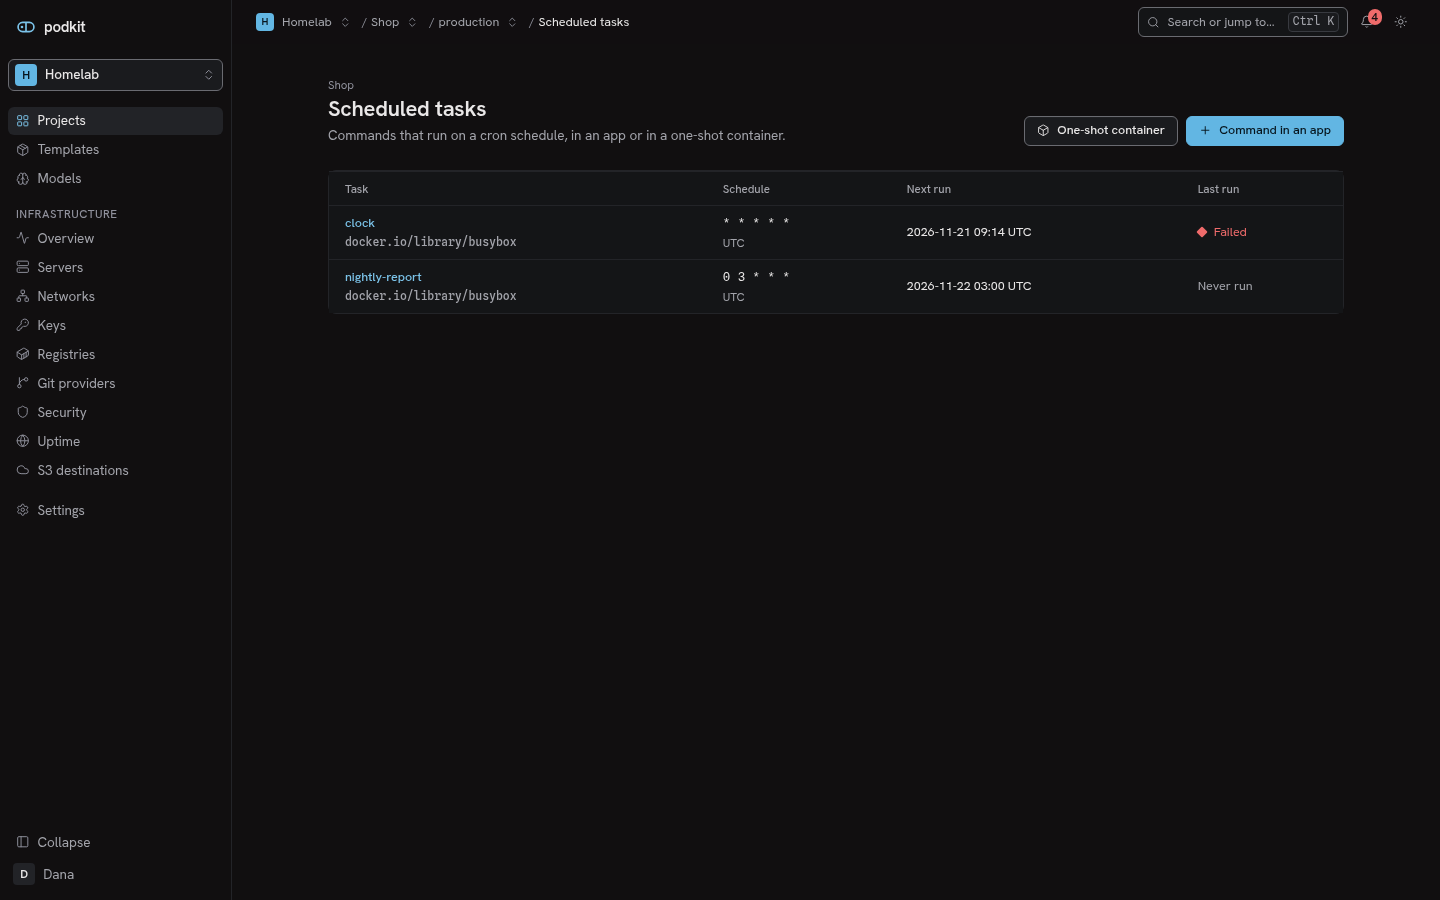 podkit
H Homelab / Shop / production / Scheduled tasks
Search or jump to... Ctrl K
4
H Homelab
Projects
Templates
Models
INFRASTRUCTURE
Overview
Servers
Networks
Keys
Registries
Git providers
Security
Uptime
S3 destinations
Settings
Collapse
D Dana
Shop
Scheduled tasks
Commands that run on a cron schedule, in an app or in a one-shot container.
One-shot container
Command in an app
Task Schedule Next run Last run
clock * * * * *
docker.io/library/busybox UTC 2026-11-21 09:14 UTC Failed
nightly-report 0 3 * * *
docker.io/library/busybox UTC 2026-11-22 03:00 UTC Never run